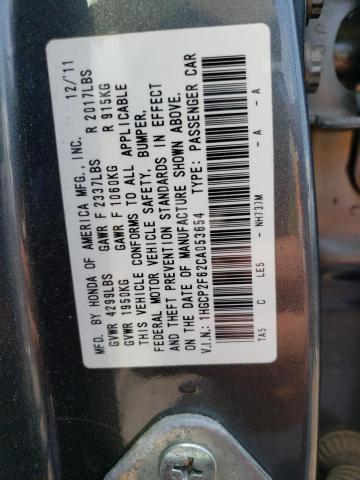 MFD. BY HONDA OF AMERICA MFG., INC. 12/11
GVWR 4299LBS GAWR F 2337LBS R 2017LBS
GVWR 1950KG GAWR F 1060KG R 915KG
THIS VEHICLE CONFORMS TO ALL APPLICABLE
FEDERAL MOTOR VEHICLE SAFETY, BUMPER,
AND THEFT PREVENTION STANDARDS IN EFFECT
ON THE DATE OF MANUFACTURE SHOWN ABOVE.
V.I.N.: 1HGCP2F62CA053654 TYPE: PASSENGER CAR
TA5 C LE5 NH737M A - A